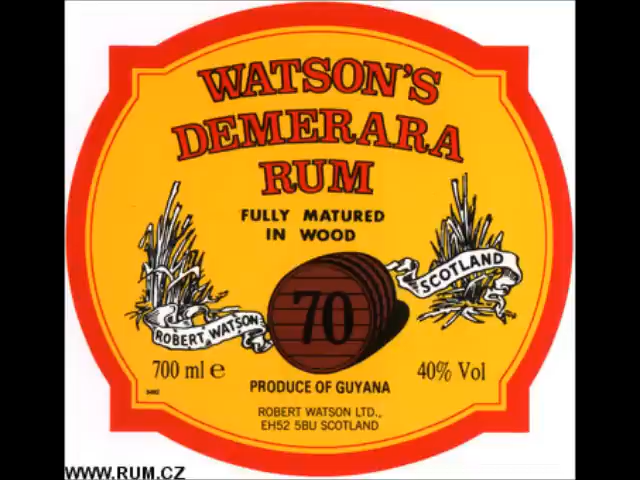 WATSON'S
DEMERARA
RUM
FULLY MATURED
IN WOOD
SCOTLAND
70
ROBERT WATSON
700 ml e
40% Vol
PRODUCE OF GUYANA
ROBERT WATSON LTD.,
EH52 5BU SCOTLAND
WWW.RUM.CZ